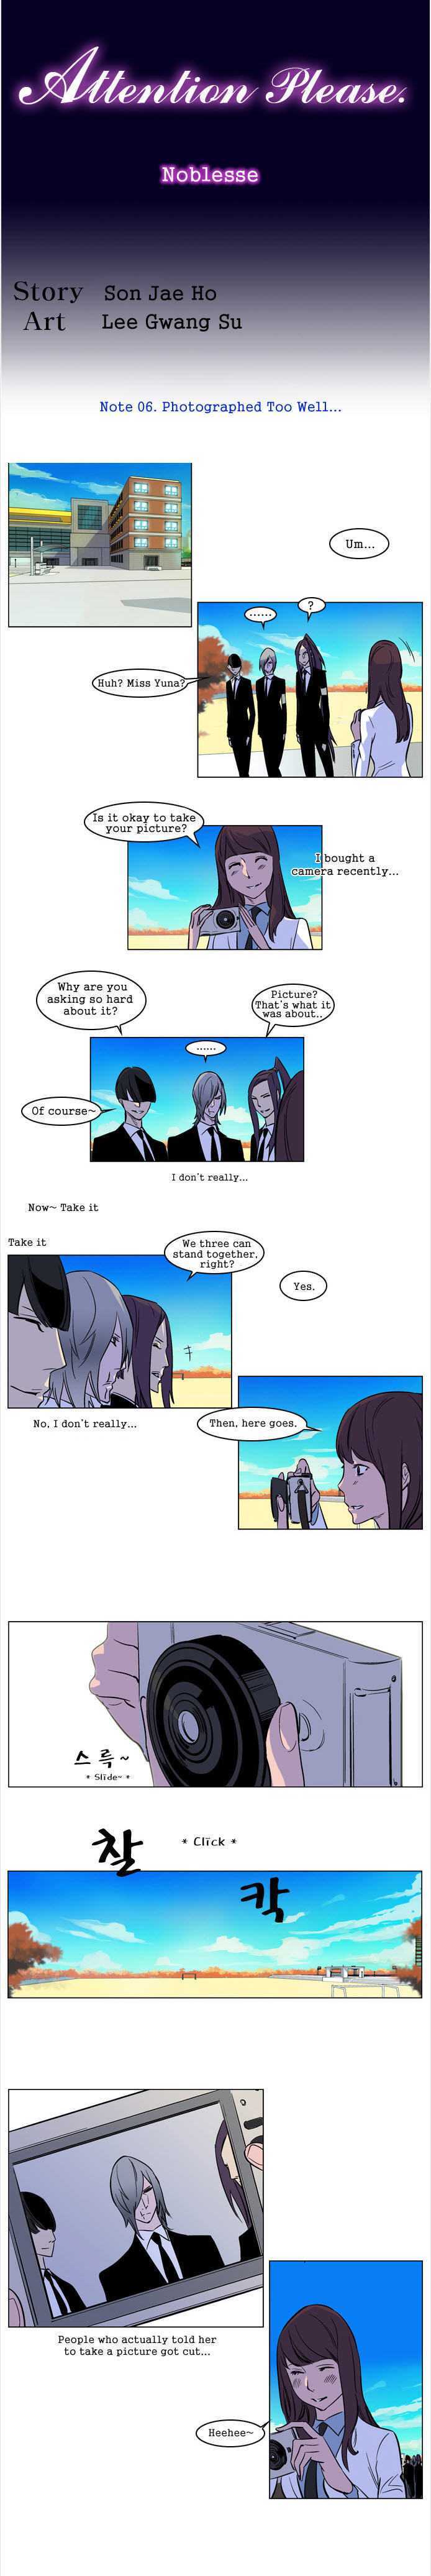 Attention Please.
Noblesse
Story Son Jae Ho
Art Lee Gwang Su
Note 06. Photographed Too Well...
Um...
?
......
Huh? Miss Yuna?
Is it okay to take
your picture?
I bought a
camera recently...
Why are you
asking so hard
about it?
Picture?
That's what it
was about..
......
Of course~
I don't really...
Now~ Take it
Take it
We three can
stand together,
right?
Yes.
No, I don't really...
Then, here goes.
스륵~
* Slide~ *
찰
* Click *
칵
People who actually told her
to take a picture got cut...
Heehee~